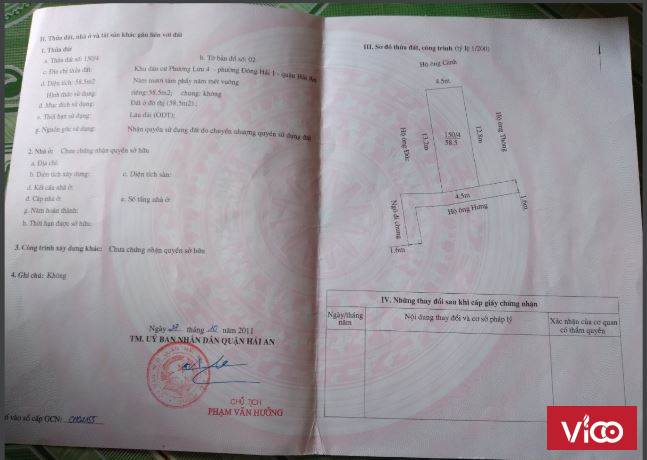 II. Thửa đất, nhà ở và tài sản khác gắn liền với đất
1. Thửa đất
a. Thửa đất số: 150/4
b. Tờ bản đồ số: 02
c. Địa chỉ thửa đất: Khu dân cư Phương Lưu 4 - phường Đông Hải 1 - quận Hải An
d. Diện tích: 58.5m2 Năm mươi tám phẩy năm mét vuông
Hình thức sử dụng: riêng: 58.5m2; chung: không
đ. Mục đích sử dụng: Đất ở đô thị (58.5m2);
e. Thời hạn sử dụng: Lâu dài (ODT);
g. Nguồn gốc sử dụng: Nhận quyền sử dụng đất do chuyển nhượng quyền sử dụng đất
2. Nhà ở: Chưa chứng nhận quyền sở hữu
a. Địa chỉ:
b. Diện tích xây dựng:
c. Diện tích sàn:
d. Kết cấu nhà ở:
đ. Cấp nhà ở:
e. Số tầng nhà ở:
g. Năm hoàn thành:
h. Thời hạn được sở hữu:
3. Công trình xây dựng khác: Chưa chứng nhận quyền sở hữu
4. Ghi chú: Không
Ngày 10 năm 2011
TM. UỶ BAN NHÂN DÂN QUẬN HẢI AN
CHỦ TỊCH
PHẠM VĂN HƯỞNG
số vào sổ cấp GCN:
III. Sơ đồ thửa đất, công trình (tỷ lệ 1/200)
Hộ ông Cảnh
4.5m
Hộ ông Đức
13.2m
150/4
58.5
12.8m
Hộ ông Thông
4.5m
1.6m
Hộ ông Hưng
Ngõ đi chung
1.6m
IV. Những thay đổi sau khi cấp giấy chứng nhận
Ngày/tháng năm
Nội dung thay đổi và cơ sở pháp lý
Xác nhận của cơ quan
có thẩm quyền
Vico